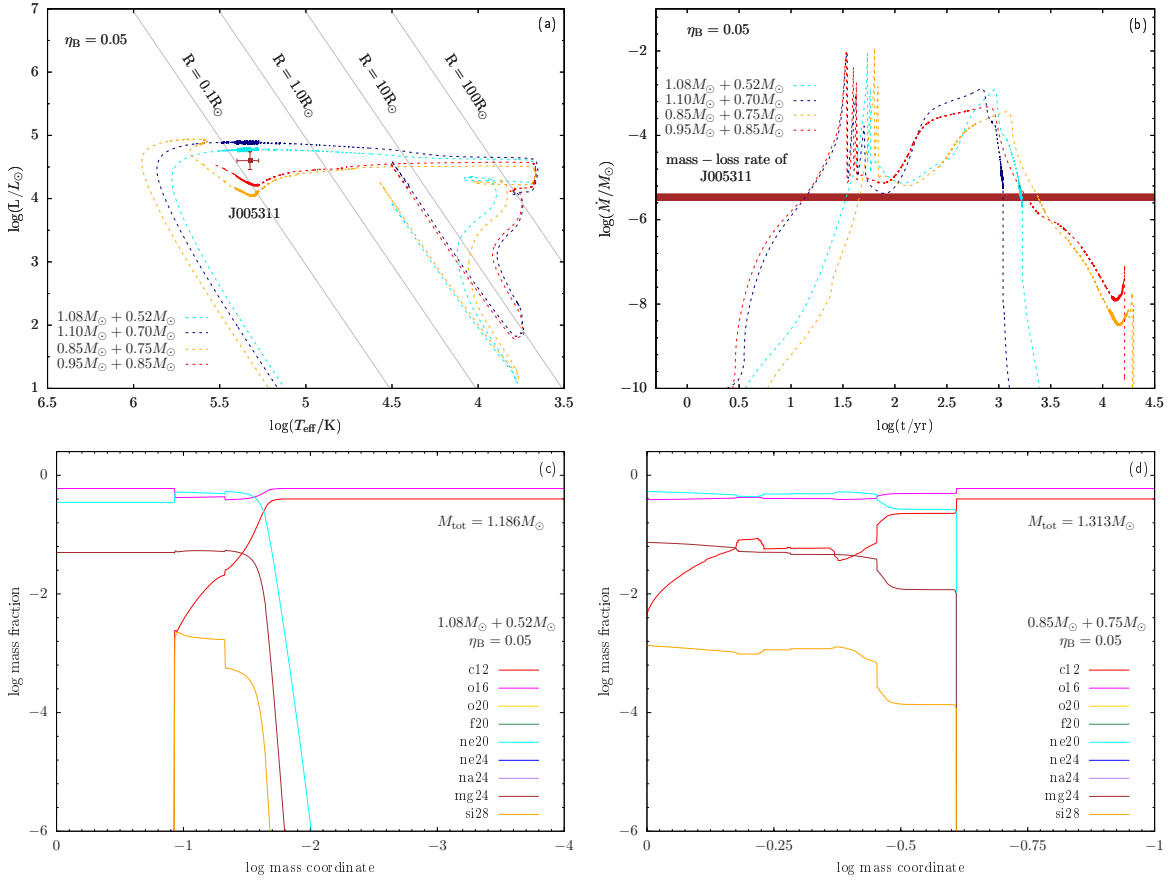 (a)
η_B = 0.05
R = 0.1R⊙
R = 1.0R⊙
R = 10R⊙
R = 100R⊙
J005311
1.08M⊙ + 0.52M⊙
1.10M⊙ + 0.70M⊙
0.85M⊙ + 0.75M⊙
0.95M⊙ + 0.85M⊙
log(L/L⊙)
7
6
5
4
3
2
1
6.5 6 5.5 5 4.5 4 3.5
log(T_eff/K)
(b)
η_B = 0.05
1.08M⊙ + 0.52M⊙
1.10M⊙ + 0.70M⊙
0.85M⊙ + 0.75M⊙
0.95M⊙ + 0.85M⊙
mass − loss rate of
J005311
log(Ṁ/M⊙)
−2
−4
−6
−8
−10
0 0.5 1 1.5 2 2.5 3 3.5 4 4.5
log(t/yr)
(c)
M_tot = 1.186M⊙
1.08M⊙ + 0.52M⊙
η_B = 0.05
c12
o16
o20
f20
ne20
ne24
na24
mg24
si28
log mass fraction
0
−2
−4
−6
0 −1 −2 −3 −4
log mass coordinate
(d)
M_tot = 1.313M⊙
0.85M⊙ + 0.75M⊙
η_B = 0.05
c12
o16
o20
f20
ne20
ne24
na24
mg24
si28
log mass fraction
0
−2
−4
−6
0 −0.25 −0.5 −0.75 −1
log mass coordinate